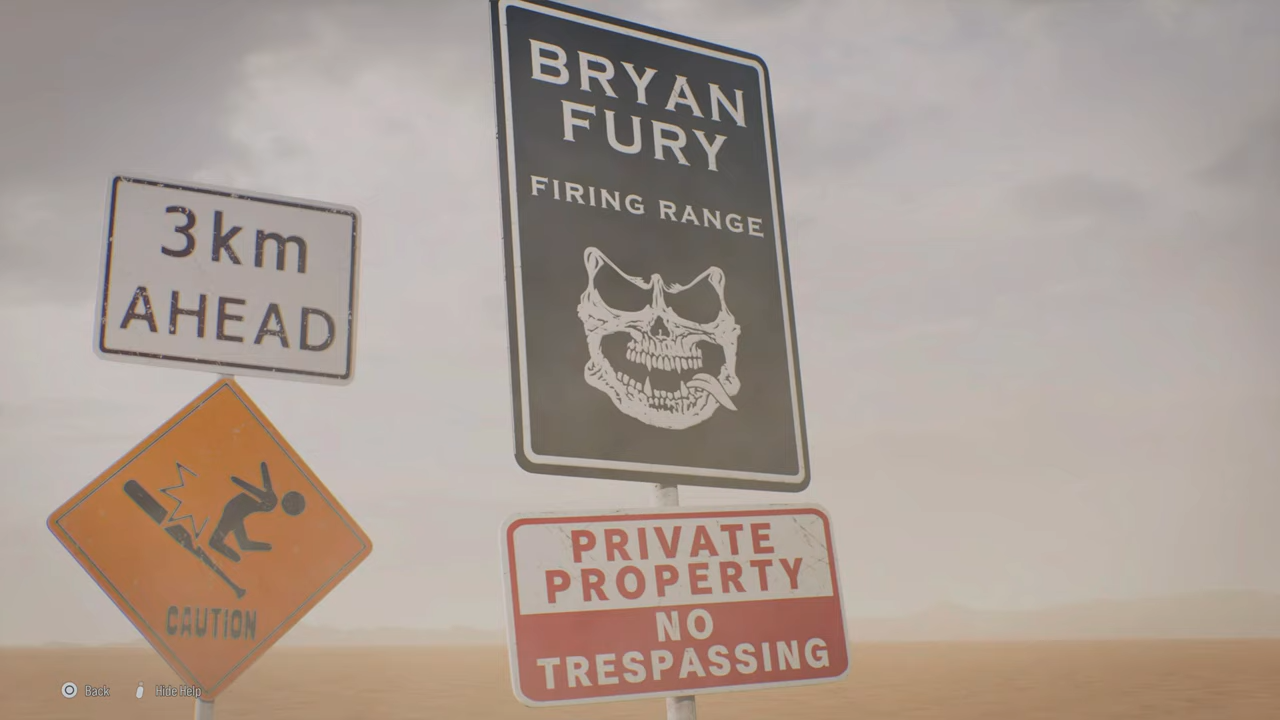 3km
AHEAD
CAUTION
BRYAN
FURY
FIRING RANGE
PRIVATE
PROPERTY
NO
TRESPASSING
Back
Hide Help